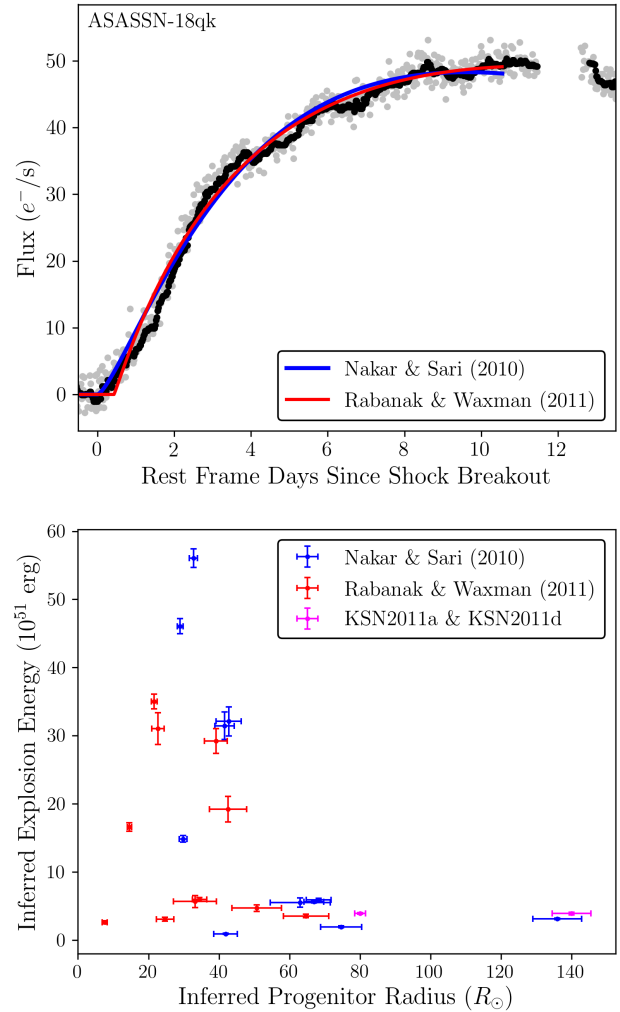 ASASSN-18qk
50
40
30
20
10
0
Flux (e⁻/s)
Nakar & Sari (2010)
Rabanak & Waxman (2011)
0 2 4 6 8 10 12
Rest Frame Days Since Shock Breakout
60
50
40
30
20
10
0
Inferred Explosion Energy (10⁵¹ erg)
Nakar & Sari (2010)
Rabanak & Waxman (2011)
KSN2011a & KSN2011d
0 20 40 60 80 100 120 140
Inferred Progenitor Radius (R☉)